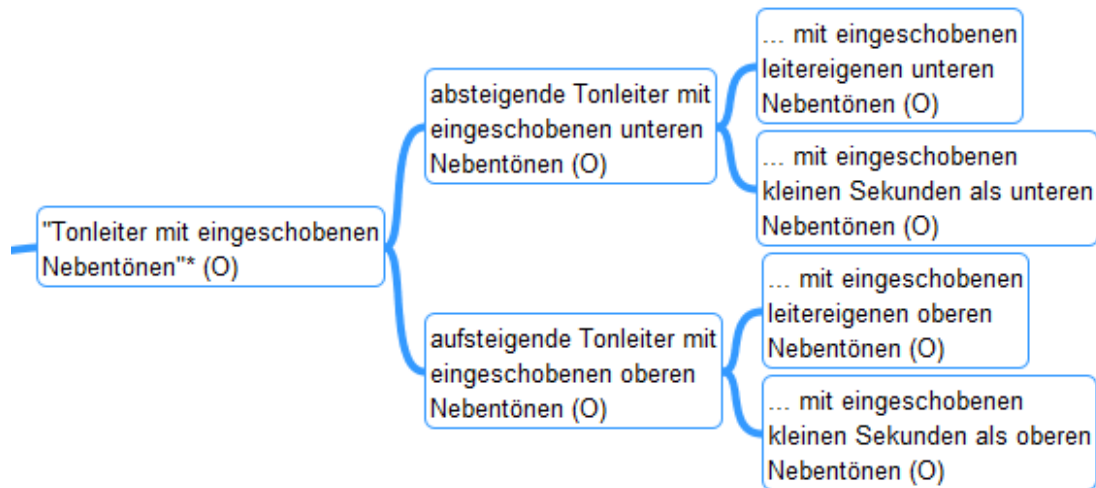 "Tonleiter mit eingeschobenen
Nebentönen"* (O)
absteigende Tonleiter mit
eingeschobenen unteren
Nebentönen (O)
... mit eingeschobenen
leitereigenen unteren
Nebentönen (O)
... mit eingeschobenen
kleinen Sekunden als unteren
Nebentönen (O)
aufsteigende Tonleiter mit
eingeschobenen oberen
Nebentönen (O)
... mit eingeschobenen
leitereigenen oberen
Nebentönen (O)
... mit eingeschobenen
kleinen Sekunden als oberen
Nebentönen (O)